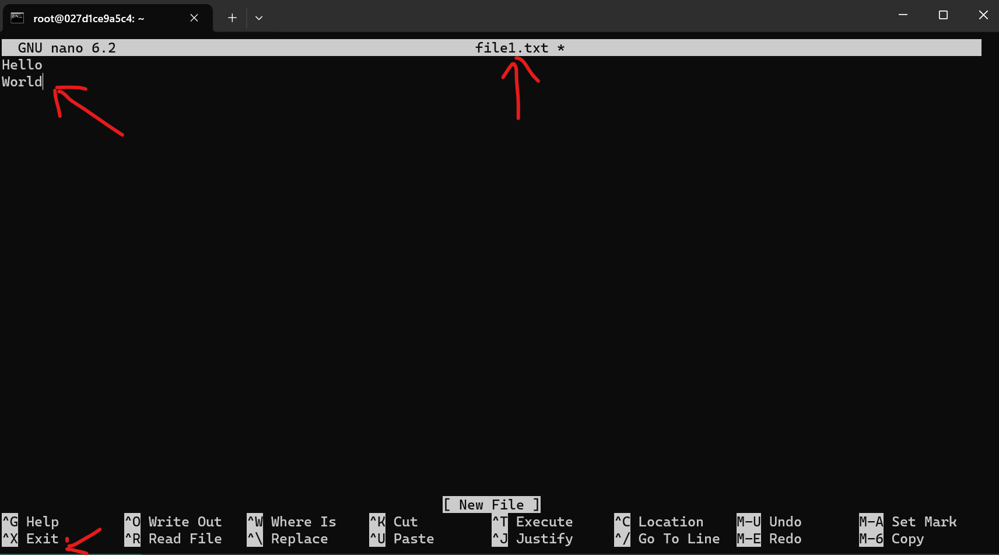 root@027d1ce9a5c4: ~
GNU nano 6.2 file1.txt *
Hello
World
[ New File ]
^G Help ^O Write Out ^W Where Is ^K Cut ^T Execute ^C Location M-U Undo M-A Set Mark
^X Exit ^R Read File ^\ Replace ^U Paste ^J Justify ^/ Go To Line M-E Redo M-6 Copy